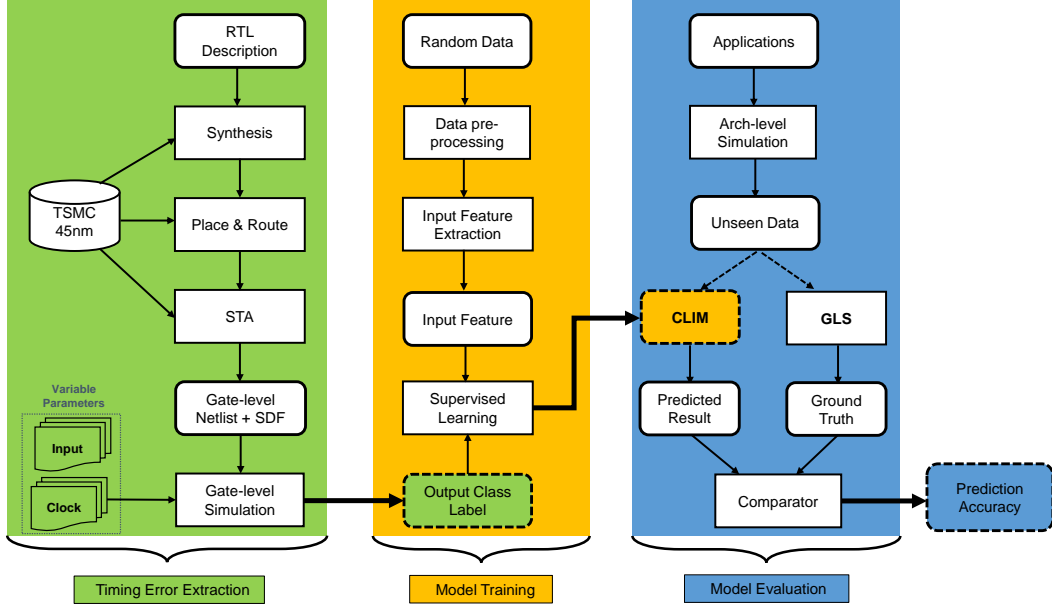 RTL
Description
Synthesis
TSMC
45nm
Place & Route
STA
Gate-level
Netlist + SDF
Variable
Parameters
Input
Clock
Gate-level
Simulation
Timing Error Extraction
Random Data
Data pre-
processing
Input Feature
Extraction
Input Feature
Supervised
Learning
Output Class
Label
Model Training
Applications
Arch-level
Simulation
Unseen Data
CLIM
GLS
Predicted
Result
Ground
Truth
Comparator
Prediction
Accuracy
Model Evaluation